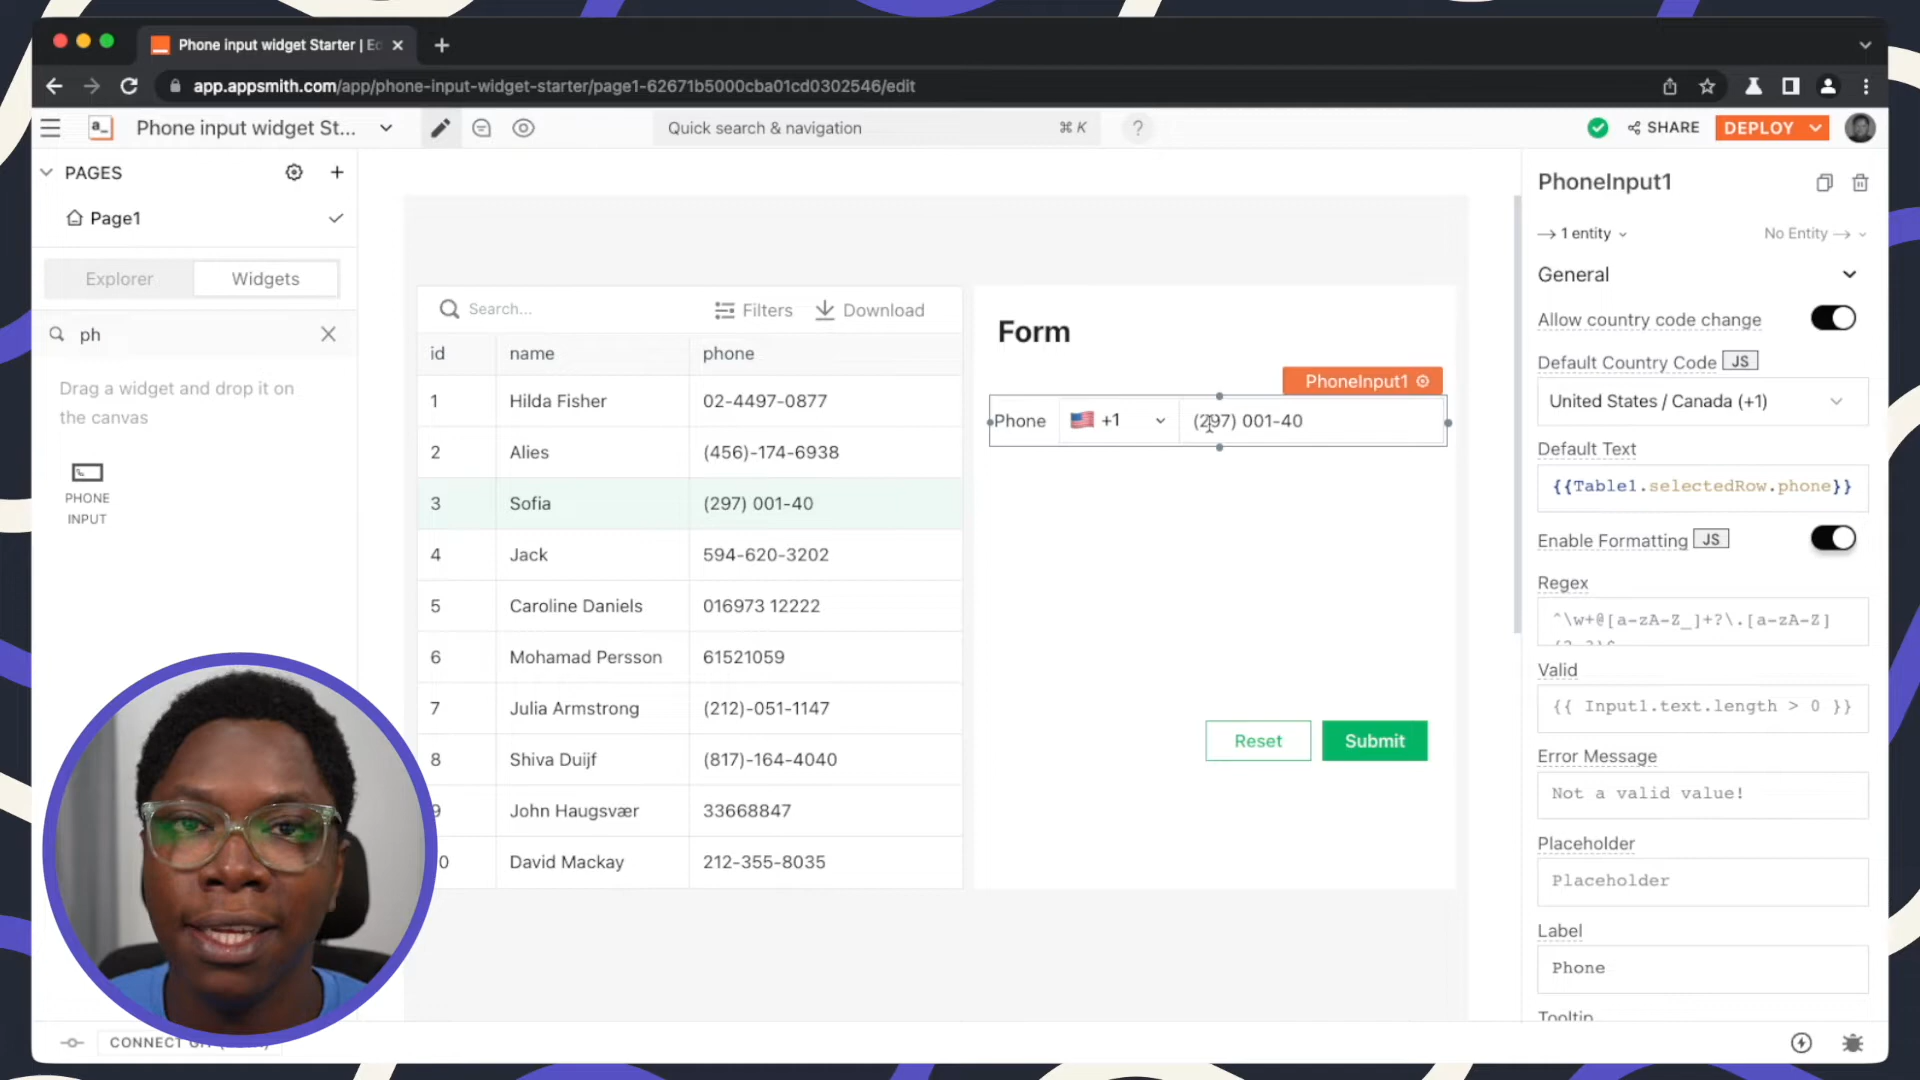 Phone input widget Starter | Ed
app.appsmith.com/app/phone-input-widget-starter/page1-62671b5000cba01cd0302546/edit
a_
Phone input widget St...
Quick search & navigation
⌘ K
?
SHARE
DEPLOY
PAGES
Page1
Explorer
Widgets
ph
Drag a widget and drop it on
the canvas
PHONE
INPUT
CONNECT
Search...
Filters
Download
id name phone
1 Hilda Fisher 02-4497-0877
2 Alies (456)-174-6938
3 Sofia (297) 001-40
4 Jack 594-620-3202
5 Caroline Daniels 016973 12222
6 Mohamad Persson 61521059
7 Julia Armstrong (212)-051-1147
8 Shiva Duijf (817)-164-4040
9 John Haugsvær 33668847
0 David Mackay 212-355-8035
Form
PhoneInput1
Phone +1 (297) 001-40
Reset
Submit
PhoneInput1
1 entity
No Entity
General
Allow country code change
Default Country Code JS
United States / Canada (+1)
Default Text
{{Table1.selectedRow.phone}}
Enable Formatting JS
Regex
^\w+@[a-zA-Z_]+?\.[a-zA-Z]
Valid
{{ Input1.text.length > 0 }}
Error Message
Not a valid value!
Placeholder
Placeholder
Label
Phone
Tooltip